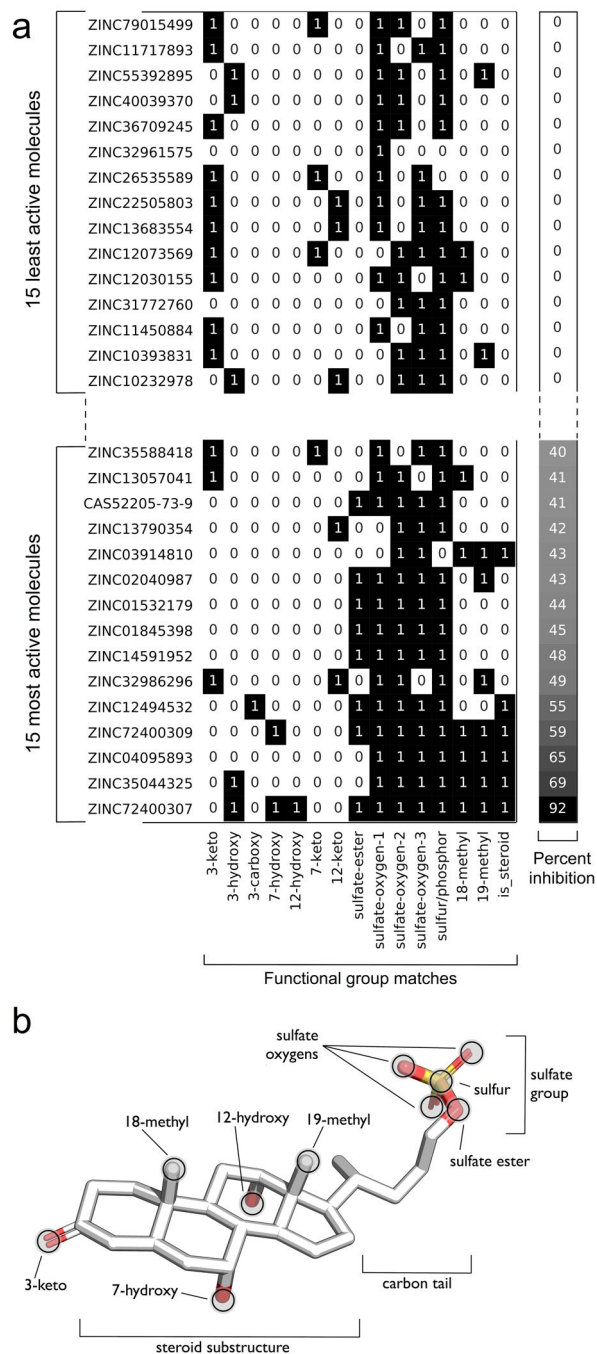 a
15 least active molecules
ZINC79015499 1 0 0 0 0 1 0 0 1 1 0 1 0 0 0 0
ZINC11717893 1 0 0 0 0 0 0 0 1 0 1 1 0 0 0 0
ZINC55392895 0 1 0 0 0 0 0 0 1 1 0 1 0 1 0 0
ZINC40039370 0 1 0 0 0 0 0 0 1 1 0 1 0 0 0 0
ZINC36709245 1 0 0 0 0 0 0 0 1 1 0 1 0 0 0 0
ZINC32961575 0 0 0 0 0 0 0 0 1 0 0 0 0 0 0 0
ZINC26535589 1 0 0 0 0 1 0 0 1 0 1 0 0 0 0 0
ZINC22505803 1 0 0 0 0 0 1 0 1 0 1 1 0 0 0 0
ZINC13683554 1 0 0 0 0 0 1 0 1 0 1 1 0 0 0 0
ZINC12073569 1 0 0 0 0 1 0 0 0 1 1 1 1 0 0 0
ZINC12030155 1 0 0 0 0 0 0 0 1 1 0 1 1 0 0 0
ZINC31772760 0 0 0 0 0 0 0 0 0 1 1 1 0 0 0 0
ZINC11450884 1 0 0 0 0 0 0 0 1 0 1 1 0 0 0 0
ZINC10393831 1 0 0 0 0 0 0 0 0 1 1 1 0 1 0 0
ZINC10232978 0 1 0 0 0 0 1 0 0 1 1 1 0 0 0 0
15 most active molecules
ZINC35588418 1 0 0 0 0 1 0 0 1 0 1 1 0 0 0 40
ZINC13057041 1 0 0 0 0 0 0 0 1 1 0 1 1 0 0 41
CAS52205-73-9 0 0 0 0 0 0 0 1 1 1 1 1 0 0 0 41
ZINC13790354 0 0 0 0 0 0 1 0 0 1 1 1 0 0 0 42
ZINC03914810 0 0 0 0 0 0 0 0 0 1 1 0 1 1 1 43
ZINC02040987 0 0 0 0 0 0 0 1 1 1 1 1 0 1 0 43
ZINC01532179 0 0 0 0 0 0 0 1 1 1 1 1 0 0 0 44
ZINC01845398 0 0 0 0 0 0 0 1 1 1 1 1 0 0 0 45
ZINC14591952 0 0 0 0 0 0 0 1 1 1 1 1 0 0 0 48
ZINC32986296 1 0 0 0 0 0 1 0 1 1 0 1 0 1 0 49
ZINC12494532 0 0 1 0 0 0 0 1 1 1 1 1 0 0 1 55
ZINC72400309 0 0 0 1 0 0 0 1 1 1 1 1 1 1 1 59
ZINC04095893 0 0 0 0 0 0 0 0 1 1 1 1 1 1 1 65
ZINC35044325 0 1 0 0 0 0 0 0 1 1 1 1 1 1 1 69
ZINC72400307 0 1 0 1 1 0 0 1 1 1 1 1 1 1 1 92
3-keto
3-hydroxy
3-carboxy
7-hydroxy
12-hydroxy
7-keto
12-keto
sulfate-ester
sulfate-oxygen-1
sulfate-oxygen-2
sulfate-oxygen-3
sulfur/phosphor
18-methyl
19-methyl
is_steroid
Percent
inhibition
Functional group matches
b
sulfate
oxygens
sulfur
sulfate
group
sulfate ester
18-methyl
12-hydroxy
19-methyl
3-keto
7-hydroxy
carbon tail
steroid substructure